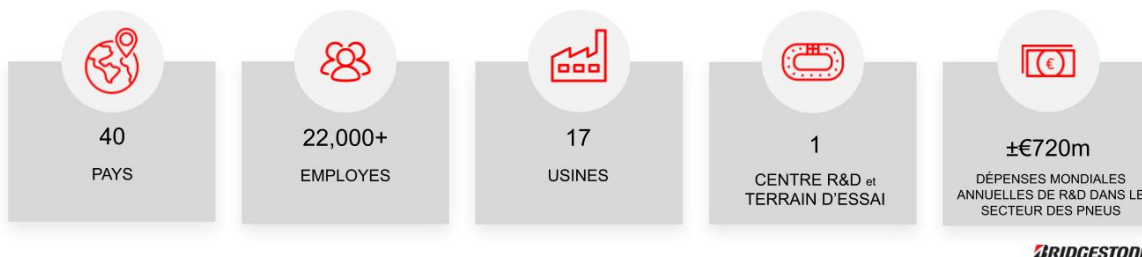 40
PAYS
22,000+
EMPLOYES
17
USINES
1
CENTRE R&D et
TERRAIN D'ESSAI
±€720m
DÉPENSES MONDIALES
ANNUELLES DE R&D DANS LE
SECTEUR DES PNEUS
BRIDGESTONE